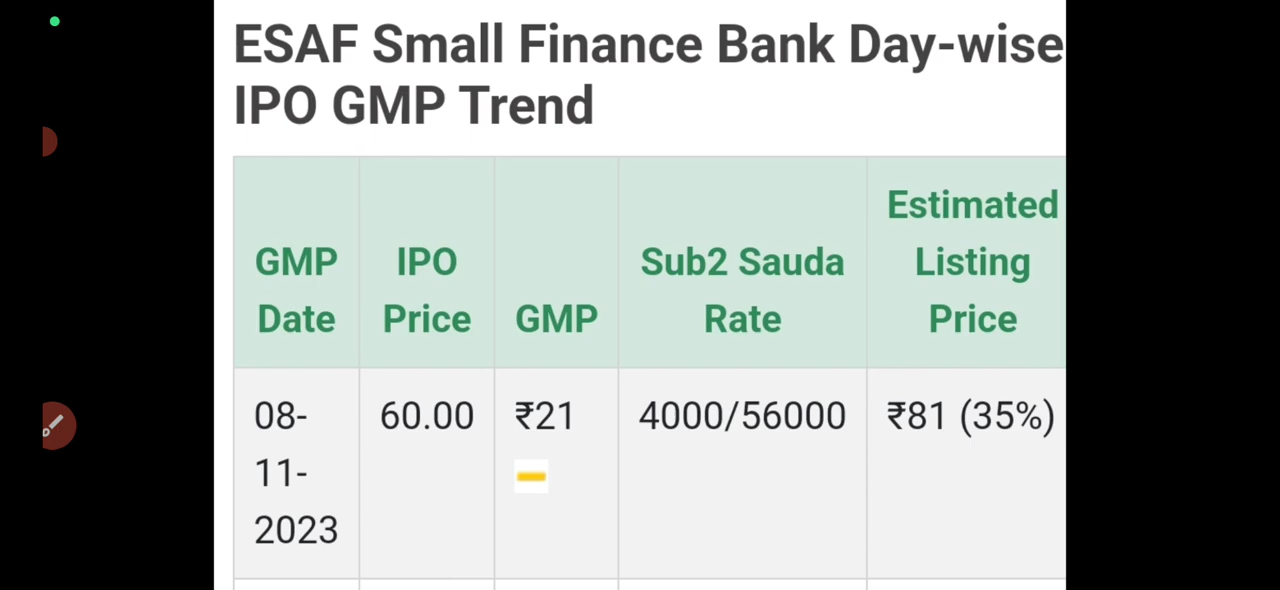 ESAF Small Finance Bank Day-wise
IPO GMP Trend
GMP Date
IPO Price
GMP
Sub2 Sauda Rate
Estimated Listing Price
08-11-2023
60.00
₹21
4000/56000
₹81 (35%)